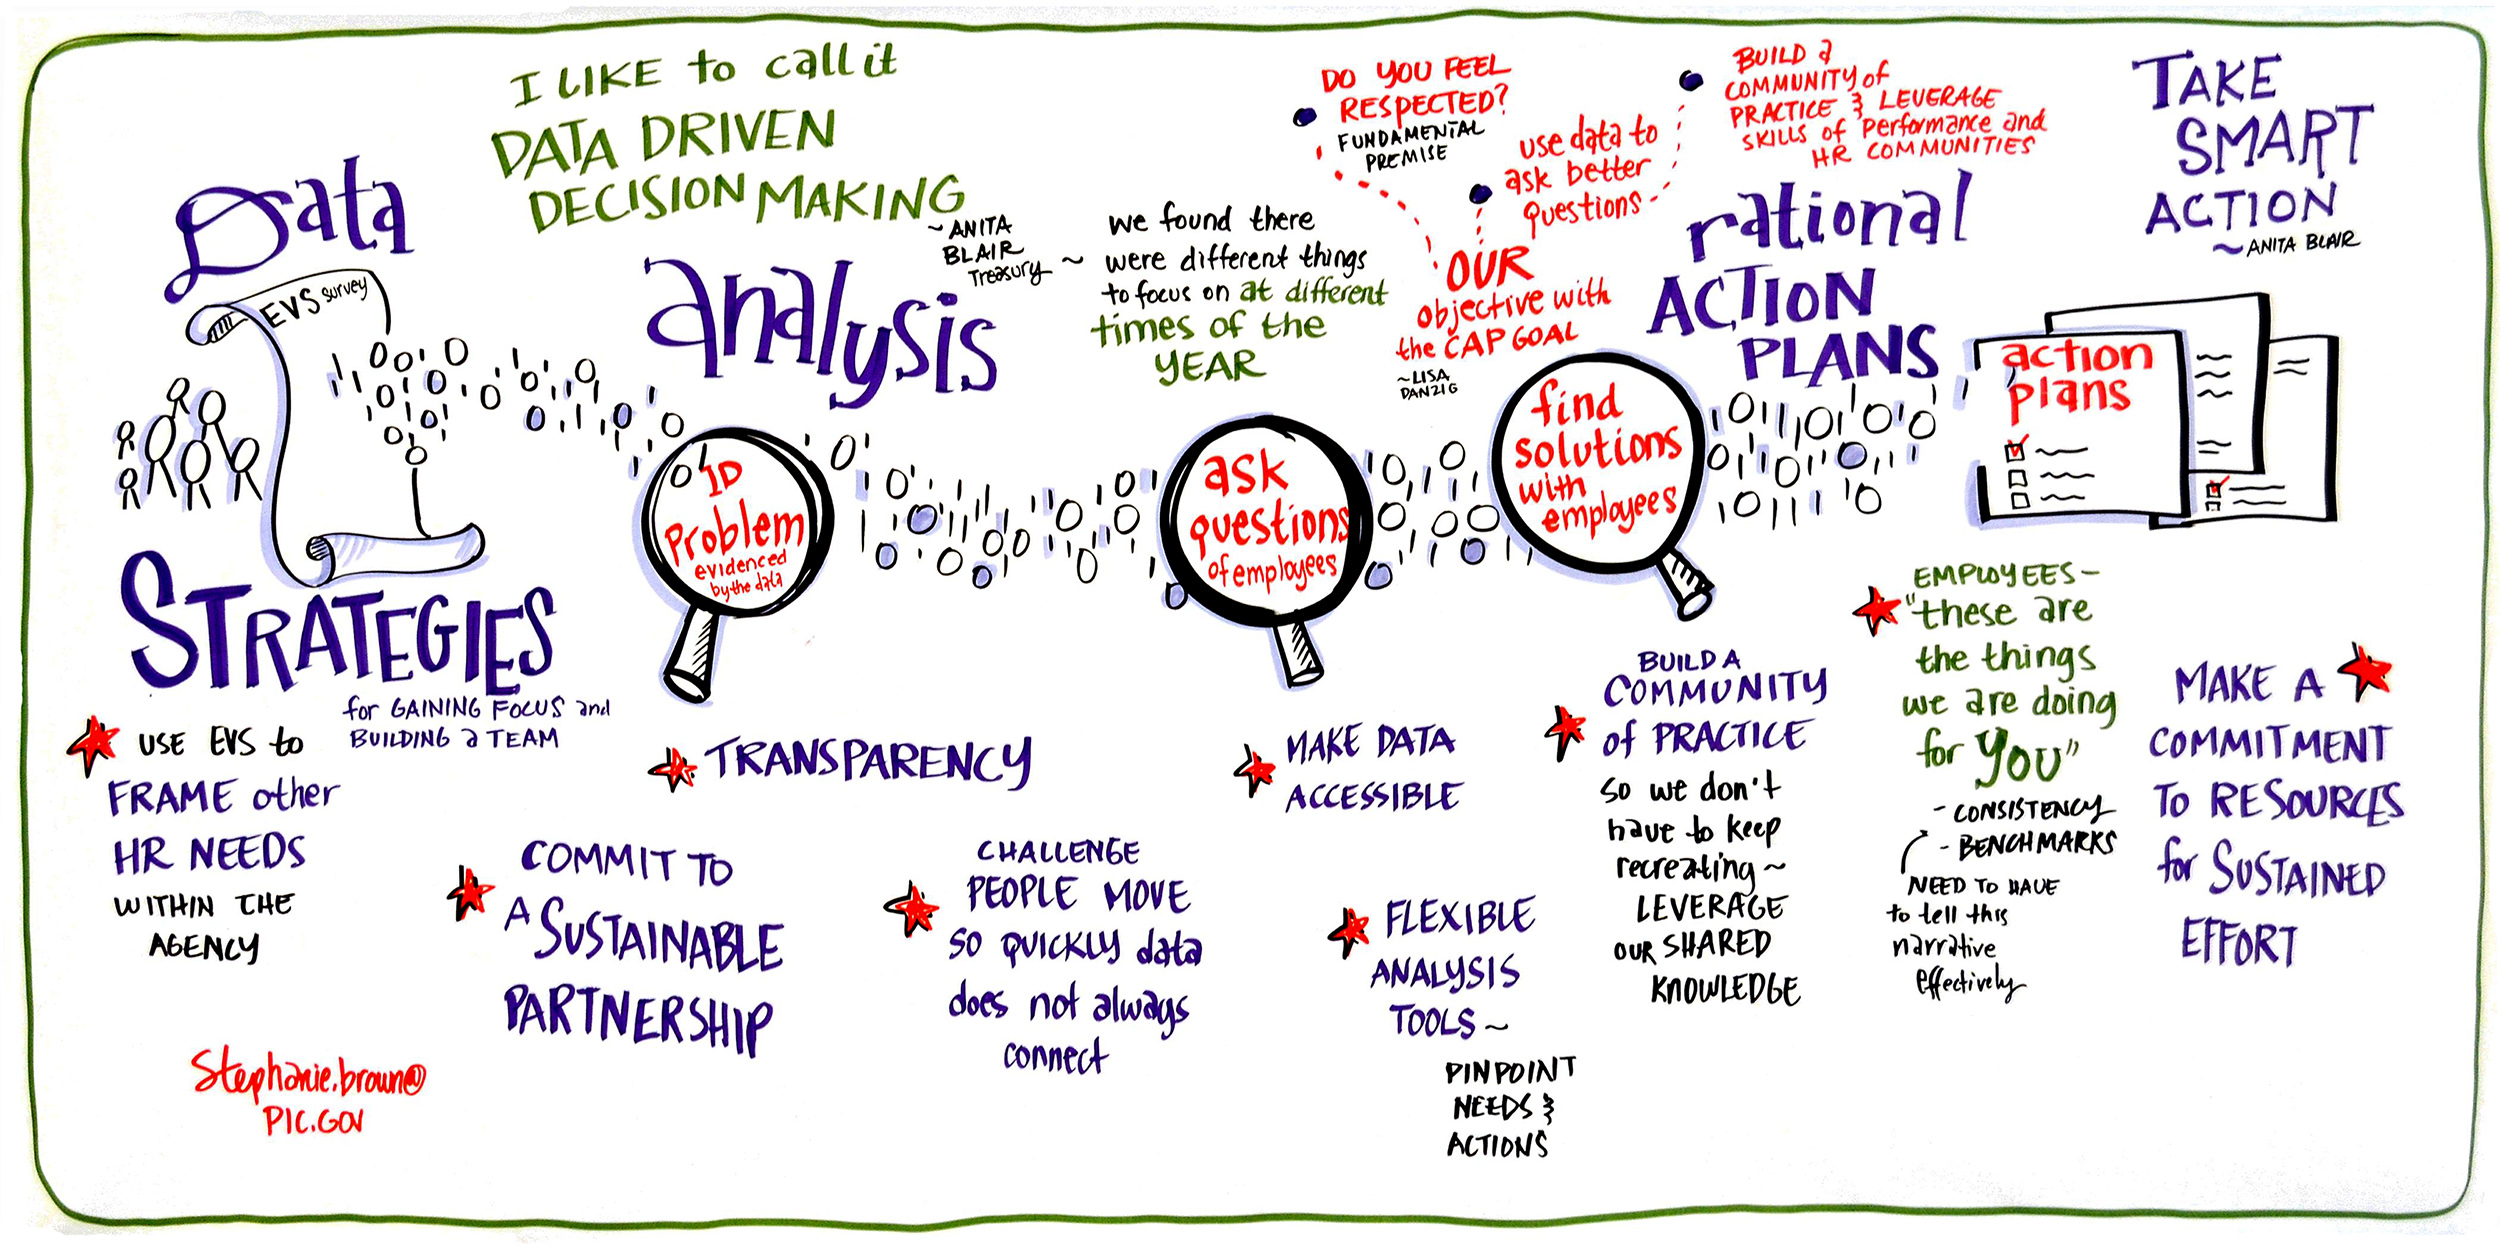 I LIKE to call it
DATA DRIVEN
DECISION MAKING
~ ANITA
BLAIR
Treasury ~
Data
EVS survey
analysis
we found there
were different things
to focus on at different
times of the
YEAR
DO YOU FEEL
RESPECTED?
FUNDAMENTAL
PREMISE
use data to
ask better
questions -
BUILD a
COMMUNITY of
PRACTICE & LEVERAGE
SKILLS of Performance and
HR COMMUNITIES
OUR
objective with
the CAP GOAL
~ LISA
DANZIG
rational
ACTION
PLANS
TAKE
SMART
ACTION
~ ANITA BLAIR
ID
Problem
evidenced
by the data
ask
questions
of employees
find
solutions
with
employees
action
plans
STRATEGIES
for GAINING FOCUS and
BUILDING a TEAM
USE EVS to
FRAME other
HR NEEDS
WITHIN THE
AGENCY
COMMIT TO
A SUSTAINABLE
PARTNERSHIP
TRANSPARENCY
CHALLENGE
PEOPLE MOVE
SO QUICKLY data
does not always
connect
MAKE DATA
ACCESSIBLE
FLEXIBLE
ANALYSIS
TOOLS ~
PINPOINT
NEEDS &
ACTIONS
BUILD A
COMMUNITY
of PRACTICE
so we don't
have to keep
recreating ~
LEVERAGE
OUR SHARED
KNOWLEDGE
EMPLOYEES -
"these are
the things
we are doing
for YOU"
- CONSISTENCY
- BENCHMARKS
NEED TO HAVE
to tell this
narrative
effectively
MAKE A
COMMITMENT
TO RESOURCES
for SUSTAINED
EFFORT
Stephanie.brown@
PIC.GOV